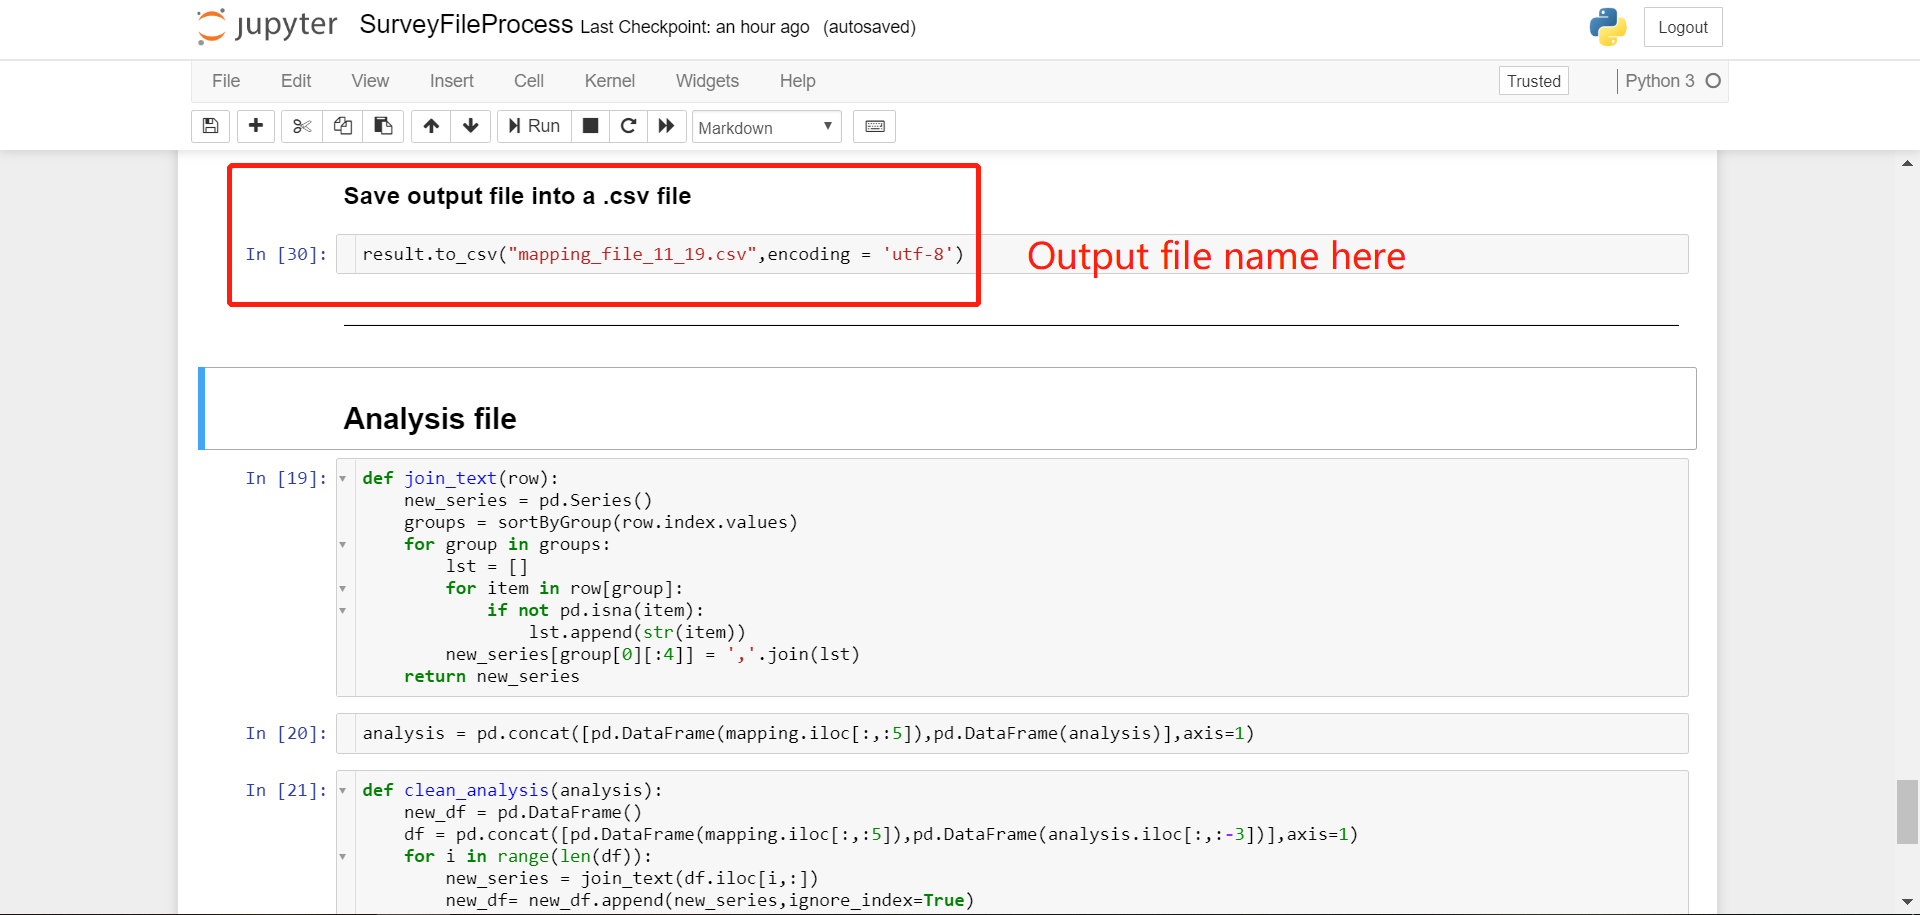 jupyter SurveyFileProcess Last Checkpoint: an hour ago (autosaved) Logout
File Edit View Insert Cell Kernel Widgets Help Trusted Python 3
Run Markdown
Save output file into a .csv file
In [30]: result.to_csv("mapping_file_11_19.csv",encoding = 'utf-8') Output file name here
Analysis file
In [19]: def join_text(row):
    new_series = pd.Series()
    groups = sortByGroup(row.index.values)
    for group in groups:
        lst = []
        for item in row[group]:
            if not pd.isna(item):
                lst.append(str(item))
        new_series[group[0][:4]] = ','.join(lst)
    return new_series
In [20]: analysis = pd.concat([pd.DataFrame(mapping.iloc[:,:5]),pd.DataFrame(analysis)],axis=1)
In [21]: def clean_analysis(analysis):
    new_df = pd.DataFrame()
    df = pd.concat([pd.DataFrame(mapping.iloc[:,:5]),pd.DataFrame(analysis.iloc[:,:-3])],axis=1)
    for i in range(len(df)):
        new_series = join_text(df.iloc[i,:])
        new_df= new_df.append(new_series,ignore_index=True)